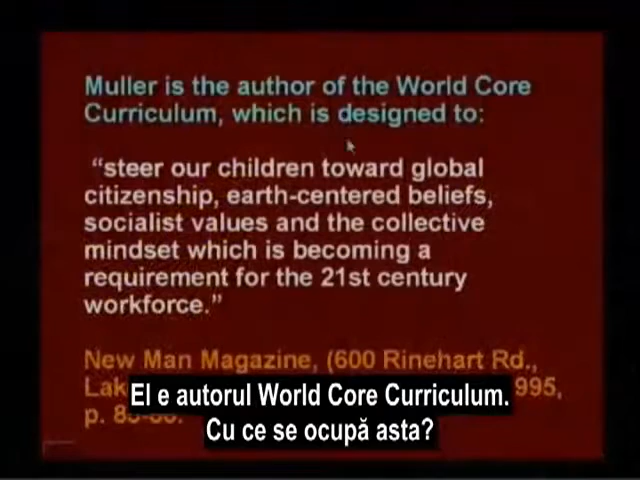 Muller is the author of the World Core
Curriculum, which is designed to:
“steer our children toward global
citizenship, earth-centered beliefs,
socialist values and the collective
mindset which is becoming a
requirement for the 21st century
workforce.”
New Man Magazine, (600 Rinehart Rd.,
995,
p.
El e autorul World Core Curriculum.
Cu ce se ocupă asta?